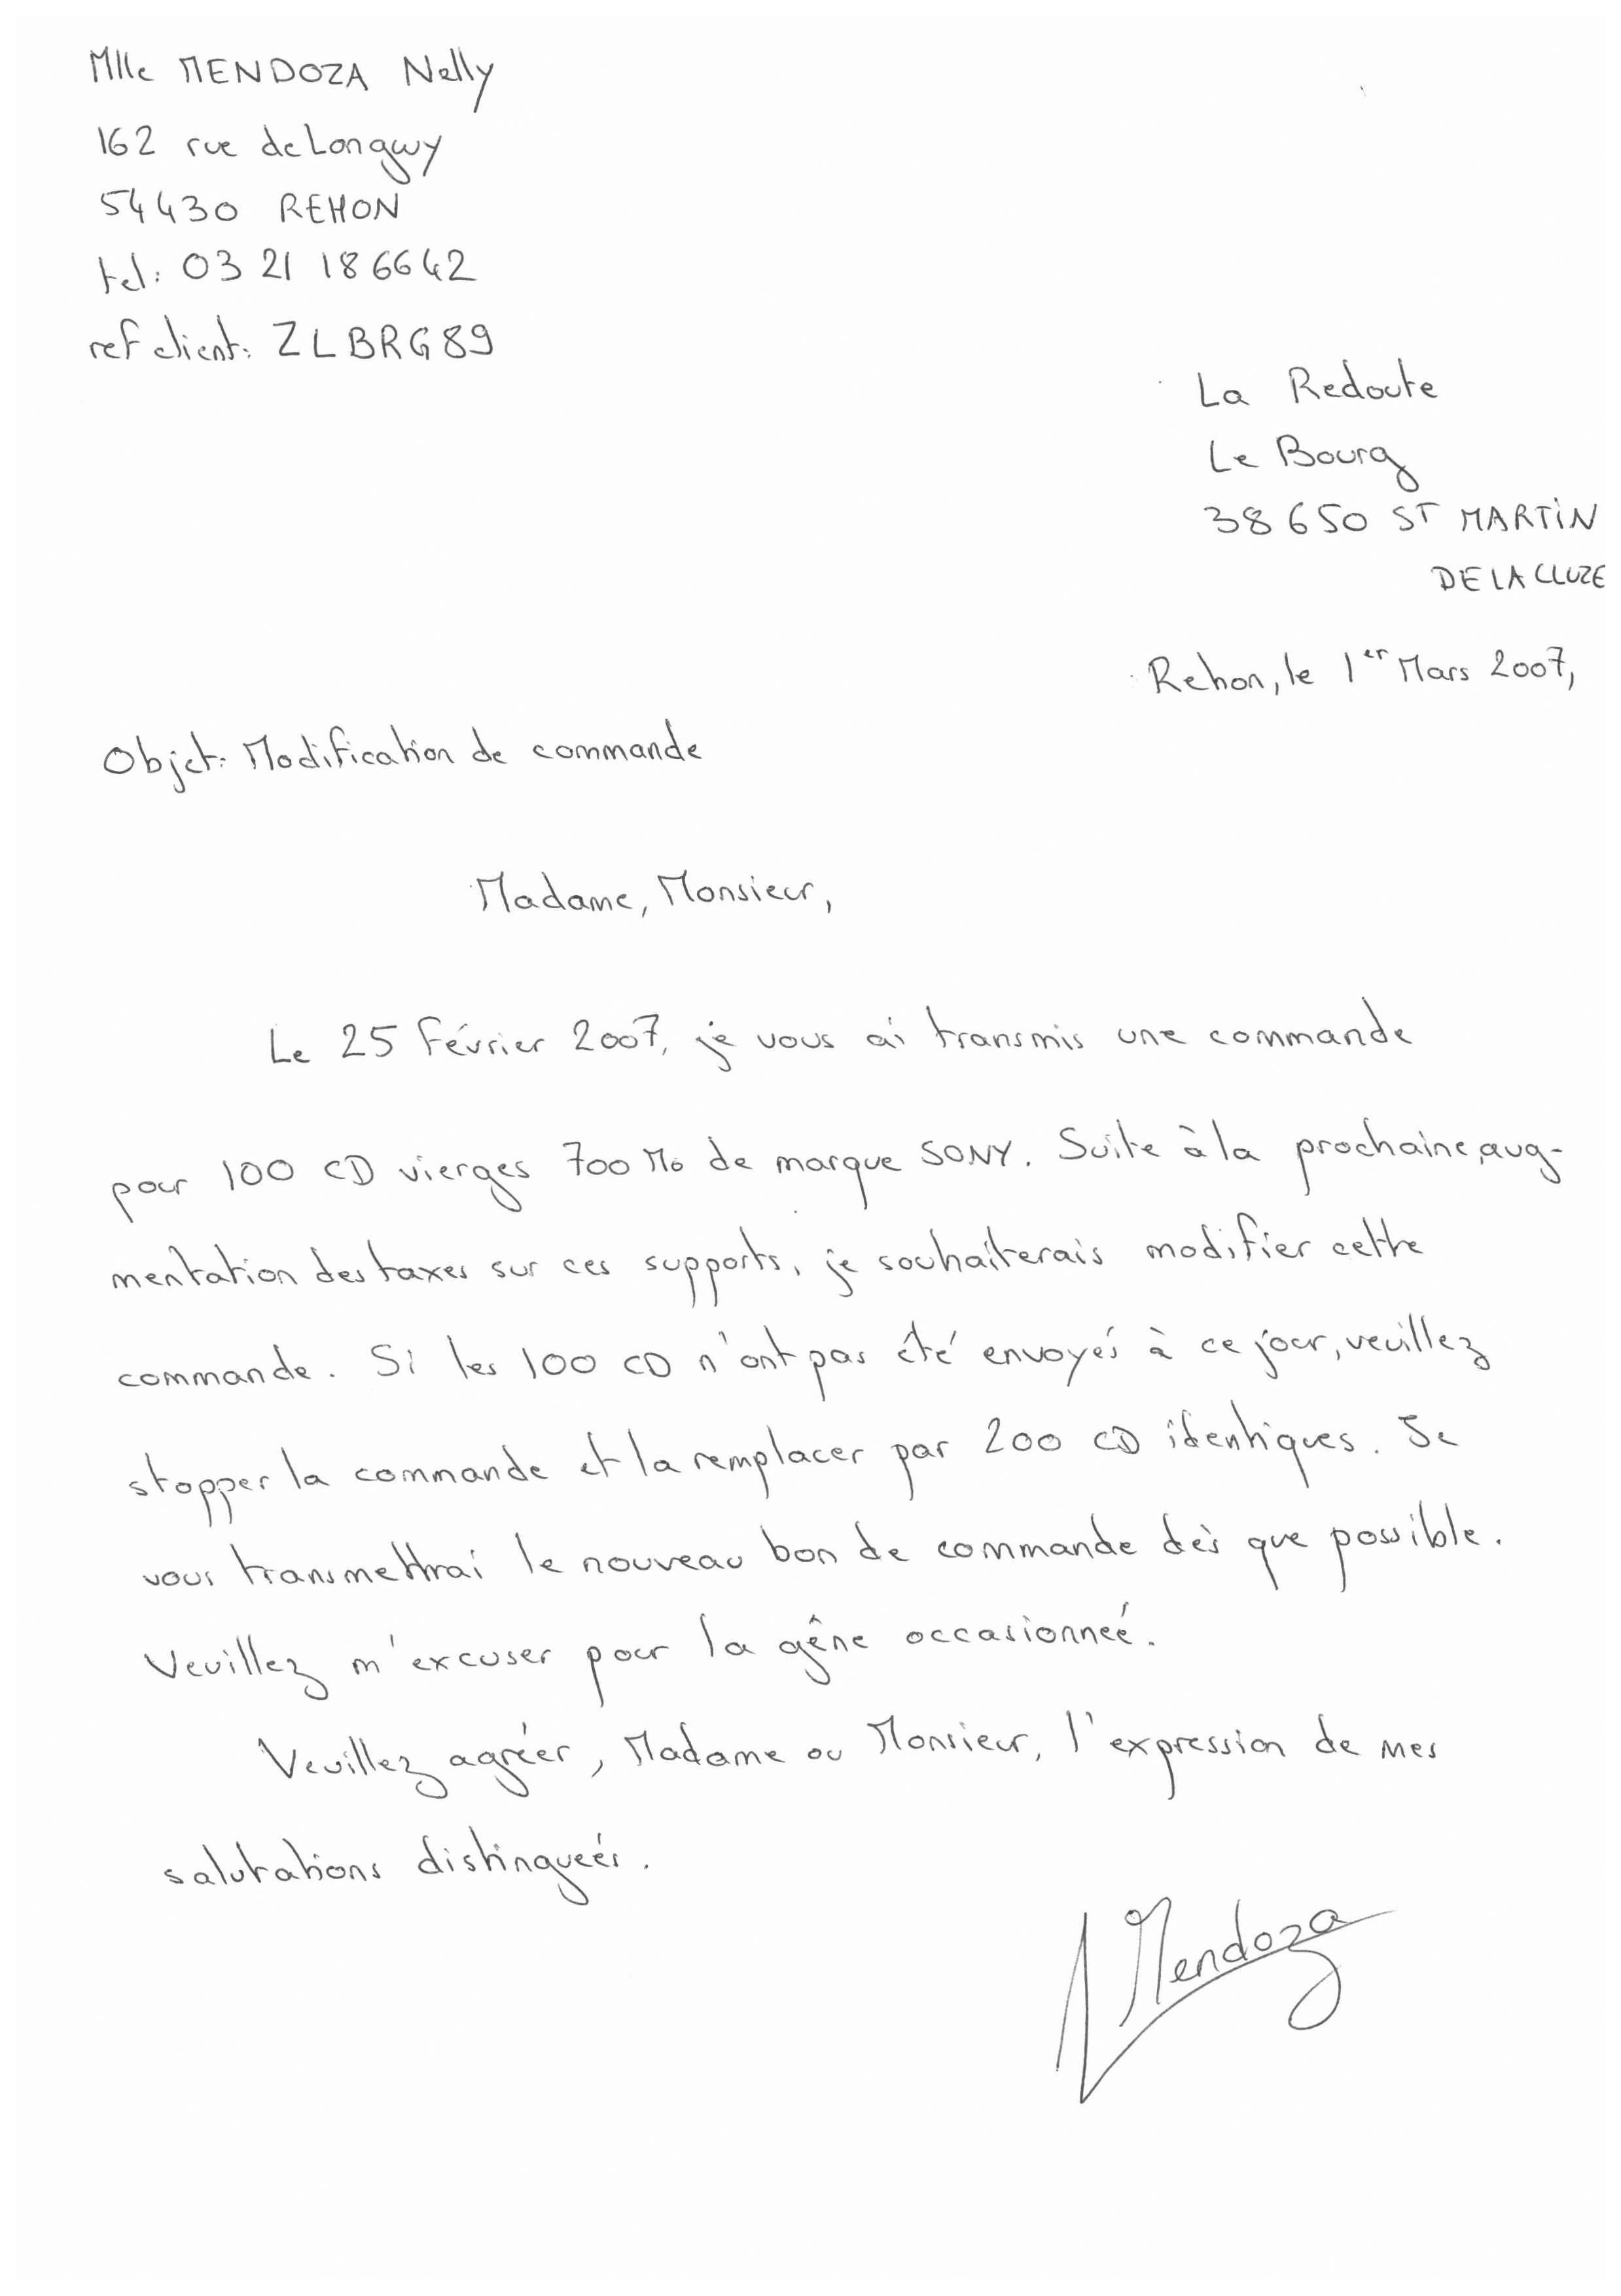 Mlle MENDOZA Nelly
162 rue de Longwy
54430 REHON
tel: 03 21 18 66 42
ref client: ZLBRG89
La Redoute
Le Bourg
38650 ST MARTIN
DE LA CLUZE
Rehon, le 1er Mars 2007,
Objet: Modification de commande
Madame, Monsieur,
Le 25 Février 2007, je vous ai transmis une commande
pour 100 CD vierges 700 Mo de marque SONY. Suite à la prochaine aug-
mentation des taxes sur ces supports, je souhaiterais modifier cette
commande. Si les 100 CD n'ont pas été envoyés à ce jour, veuillez
stopper la commande et la remplacer par 200 CD identiques. Je
vous transmettrai le nouveau bon de commande dès que possible.
Veuillez m'excuser pour la gêne occasionneé.
Veuillez agréer, Madame ou Monsieur, l'expression de mes
salutations distingueés.
Mendoza